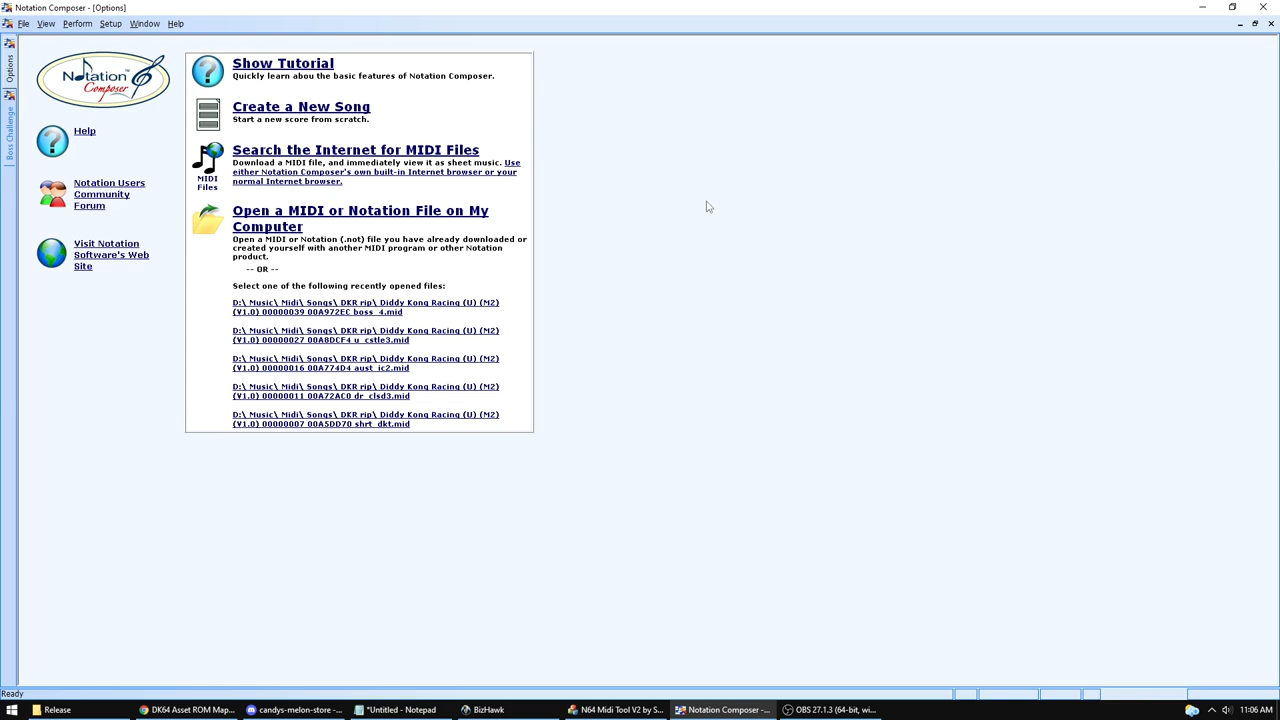 Notation Composer - [Options]
File View Perform Setup Window Help
Options
Boss Challenge
Notation
Composer
Help
Notation Users
Community
Forum
Visit Notation
Software's Web
Site
Show Tutorial
Quickly learn abou the basic features of Notation Composer.
Create a New Song
Start a new score from scratch.
MIDI
Files
Search the Internet for MIDI Files
Download a MIDI file, and immediately view it as sheet music. Use
either Notation Composer's own built-in Internet browser or your
normal Internet browser.
Open a MIDI or Notation File on My
Computer
Open a MIDI or Notation (.not) file you have already downloaded or
created yourself with another MIDI program or other Notation
product.
-- OR --
Select one of the following recently opened files:
D:\ Music\ Midi\ Songs\ DKR rip\ Diddy Kong Racing (U) (M2)
(V1.0) 00000039 00A972EC boss_4.mid
D:\ Music\ Midi\ Songs\ DKR rip\ Diddy Kong Racing (U) (M2)
(V1.0) 00000027 00A8DCF4 u_cstle3.mid
D:\ Music\ Midi\ Songs\ DKR rip\ Diddy Kong Racing (U) (M2)
(V1.0) 00000016 00A774D4 aust_ic2.mid
D:\ Music\ Midi\ Songs\ DKR rip\ Diddy Kong Racing (U) (M2)
(V1.0) 00000011 00A72AC0 dr_clsd3.mid
D:\ Music\ Midi\ Songs\ DKR rip\ Diddy Kong Racing (U) (M2)
(V1.0) 00000007 00A5DD70 shrt_dkt.mid
Ready
Release
DK64 Asset ROM Map...
candys-melon-store -...
*Untitled - Notepad
BizHawk
N64 Midi Tool V2 by S...
Notation Composer -...
OBS 27.1.3 (64-bit, wi...
11:06 AM